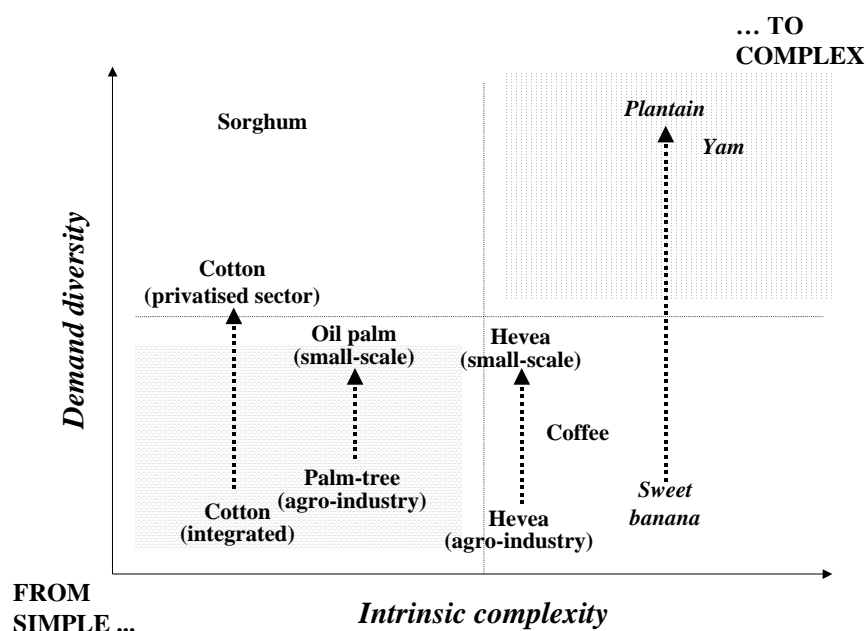 ... TO
COMPLEX
Plantain
Sorghum
Yam
Demand diversity
Cotton
(privatised sector)
Oil palm
(small-scale)
Hevea
(small-scale)
Coffee
Palm-tree
(agro-industry)
Sweet
banana
Cotton
(integrated)
Hevea
(agro-industry)
FROM
SIMPLE ...
Intrinsic complexity